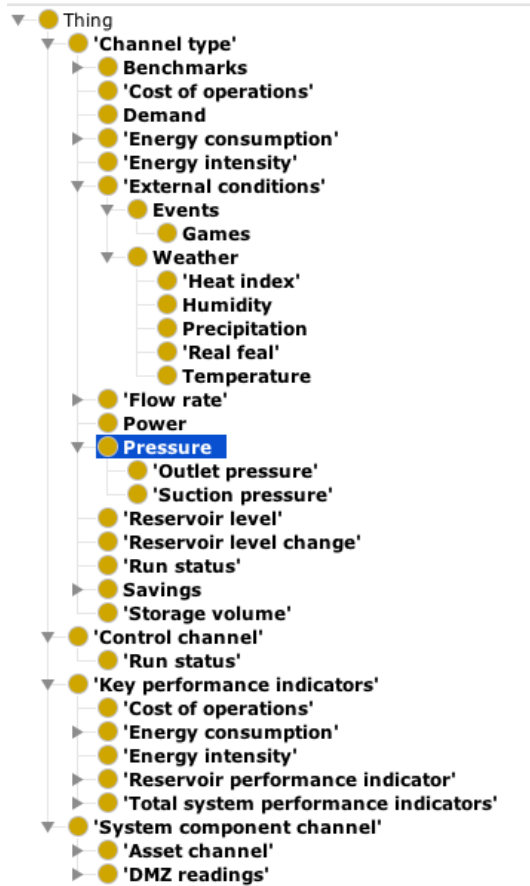 Thing
'Channel type'
Benchmarks
'Cost of operations'
Demand
'Energy consumption'
'Energy intensity'
'External conditions'
Events
Games
Weather
'Heat index'
Humidity
Precipitation
'Real feal'
Temperature
'Flow rate'
Power
Pressure
'Outlet pressure'
'Suction pressure'
'Reservoir level'
'Reservoir level change'
'Run status'
Savings
'Storage volume'
'Control channel'
'Run status'
'Key performance indicators'
'Cost of operations'
'Energy consumption'
'Energy intensity'
'Reservoir performance indicator'
'Total system performance indicators'
'System component channel'
'Asset channel'
'DMZ readings'